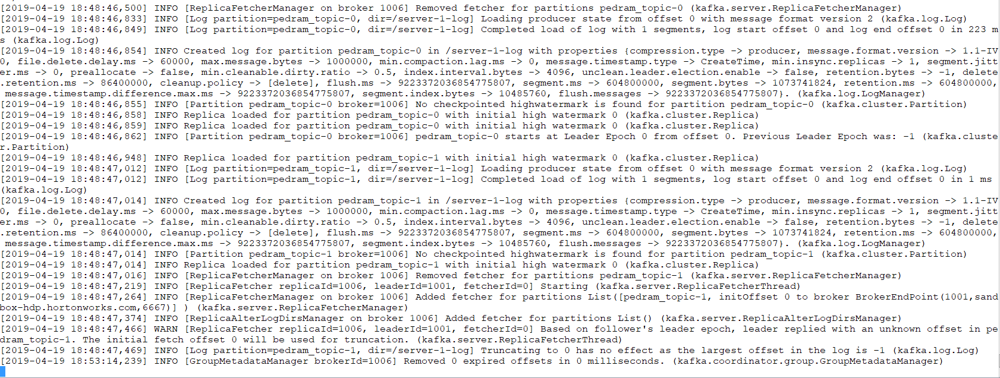 [2019-04-19 18:48:46,500] INFO [ReplicaFetcherManager on broker 1006] Removed fetcher for partitions pedram_topic-0 (kafka.server.ReplicaFetcherManager)
[2019-04-19 18:48:46,833] INFO [Log partition=pedram_topic-0, dir=/server-1-log] Loading producer state from offset 0 with message format version 2 (kafka.log.Log)
[2019-04-19 18:48:46,849] INFO [Log partition=pedram_topic-0, dir=/server-1-log] Completed load of log with 1 segments, log start offset 0 and log end offset 0 in 223 m
s (kafka.log.Log)
[2019-04-19 18:48:46,854] INFO Created log for partition pedram_topic-0 in /server-1-log with properties {compression.type -> producer, message.format.version -> 1.1-IV
0, file.delete.delay.ms -> 60000, max.message.bytes -> 1000000, min.compaction.lag.ms -> 0, message.timestamp.type -> CreateTime, min.insync.replicas -> 1, segment.jitt
er.ms -> 0, preallocate -> false, min.cleanable.dirty.ratio -> 0.5, index.interval.bytes -> 4096, unclean.leader.election.enable -> false, retention.bytes -> -1, delete
.retention.ms -> 86400000, cleanup.policy -> [delete], flush.ms -> 9223372036854775807, segment.ms -> 604800000, segment.bytes -> 1073741824, retention.ms -> 604800000,
message.timestamp.difference.max.ms -> 9223372036854775807, segment.index.bytes -> 10485760, flush.messages -> 9223372036854775807}. (kafka.log.LogManager)
[2019-04-19 18:48:46,855] INFO [Partition pedram_topic-0 broker=1006] No checkpointed highwatermark is found for partition pedram_topic-0 (kafka.cluster.Partition)
[2019-04-19 18:48:46,858] INFO Replica loaded for partition pedram_topic-0 with initial high watermark 0 (kafka.cluster.Replica)
[2019-04-19 18:48:46,859] INFO Replica loaded for partition pedram_topic-0 with initial high watermark 0 (kafka.cluster.Replica)
[2019-04-19 18:48:46,862] INFO [Partition pedram_topic-0 broker=1006] pedram_topic-0 starts at Leader Epoch 0 from offset 0. Previous Leader Epoch was: -1 (kafka.cluste
r.Partition)
[2019-04-19 18:48:46,948] INFO Replica loaded for partition pedram_topic-1 with initial high watermark 0 (kafka.cluster.Replica)
[2019-04-19 18:48:47,012] INFO [Log partition=pedram_topic-1, dir=/server-1-log] Loading producer state from offset 0 with message format version 2 (kafka.log.Log)
[2019-04-19 18:48:47,012] INFO [Log partition=pedram_topic-1, dir=/server-1-log] Completed load of log with 1 segments, log start offset 0 and log end offset 0 in 1 ms
(kafka.log.Log)
[2019-04-19 18:48:47,014] INFO Created log for partition pedram_topic-1 in /server-1-log with properties {compression.type -> producer, message.format.version -> 1.1-IV
0, file.delete.delay.ms -> 60000, max.message.bytes -> 1000000, min.compaction.lag.ms -> 0, message.timestamp.type -> CreateTime, min.insync.replicas -> 1, segment.jitt
er.ms -> 0, preallocate -> false, min.cleanable.dirty.ratio -> 0.5, index.interval.bytes -> 4096, unclean.leader.election.enable -> false, retention.bytes -> -1, delete
.retention.ms -> 86400000, cleanup.policy -> [delete], flush.ms -> 9223372036854775807, segment.ms -> 604800000, segment.bytes -> 1073741824, retention.ms -> 604800000,
message.timestamp.difference.max.ms -> 9223372036854775807, segment.index.bytes -> 10485760, flush.messages -> 9223372036854775807}. (kafka.log.LogManager)
[2019-04-19 18:48:47,014] INFO [Partition pedram_topic-1 broker=1006] No checkpointed highwatermark is found for partition pedram_topic-1 (kafka.cluster.Partition)
[2019-04-19 18:48:47,014] INFO Replica loaded for partition pedram_topic-1 with initial high watermark 0 (kafka.cluster.Replica)
[2019-04-19 18:48:47,016] INFO [ReplicaFetcherManager on broker 1006] Removed fetcher for partitions pedram_topic-1 (kafka.server.ReplicaFetcherManager)
[2019-04-19 18:48:47,219] INFO [ReplicaFetcher replicaId=1006, leaderId=1001, fetcherId=0] Starting (kafka.server.ReplicaFetcherThread)
[2019-04-19 18:48:47,264] INFO [ReplicaFetcherManager on broker 1006] Added fetcher for partitions List([pedram_topic-1, initOffset 0 to broker BrokerEndPoint(1001,sand
box-hdp.hortonworks.com,6667)] ) (kafka.server.ReplicaFetcherManager)
[2019-04-19 18:48:47,374] INFO [ReplicaAlterLogDirsManager on broker 1006] Added fetcher for partitions List() (kafka.server.ReplicaAlterLogDirsManager)
[2019-04-19 18:48:47,466] WARN [ReplicaFetcher replicaId=1006, leaderId=1001, fetcherId=0] Based on follower's leader epoch, leader replied with an unknown offset in pe
dram_topic-1. The initial fetch offset 0 will be used for truncation. (kafka.server.ReplicaFetcherThread)
[2019-04-19 18:48:47,469] INFO [Log partition=pedram_topic-1, dir=/server-1-log] Truncating to 0 has no effect as the largest offset in the log is -1 (kafka.log.Log)
[2019-04-19 18:53:14,239] INFO [GroupMetadataManager brokerId=1006] Removed 0 expired offsets in 0 milliseconds. (kafka.coordinator.group.GroupMetadataManager)